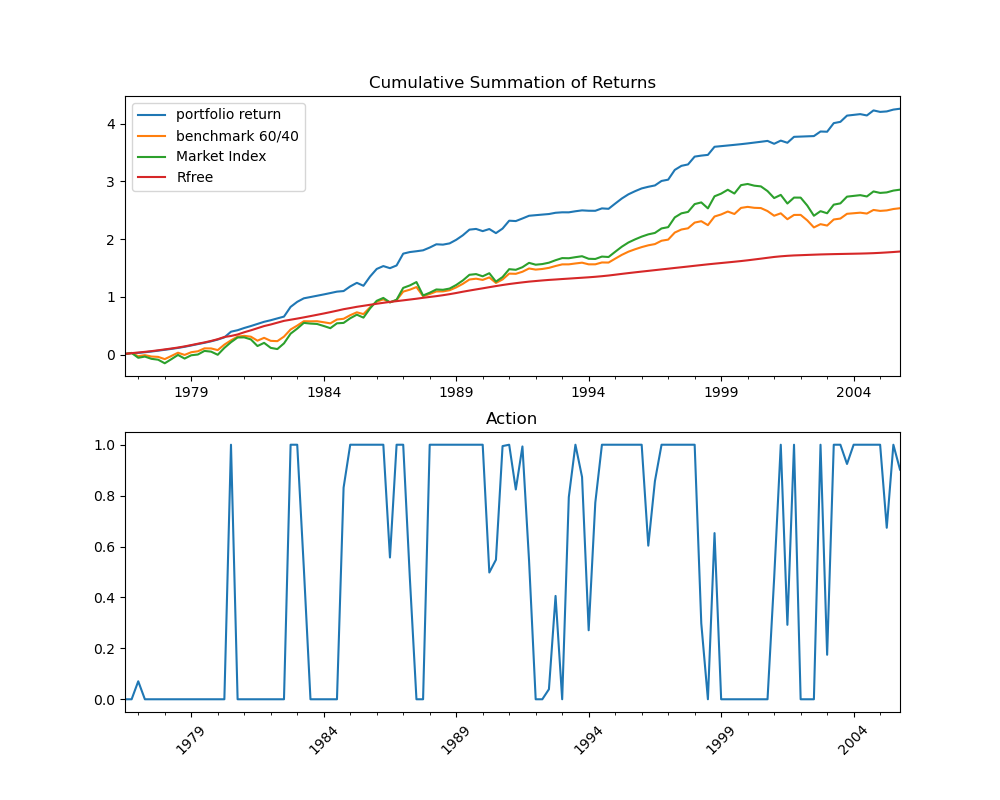 Cumulative Summation of Returns
portfolio return
benchmark 60/40
Market Index
Rfree
4
3
2
1
0
1979 1984 1989 1994 1999 2004
Action
1.0
0.8
0.6
0.4
0.2
0.0
1979 1984 1989 1994 1999 2004